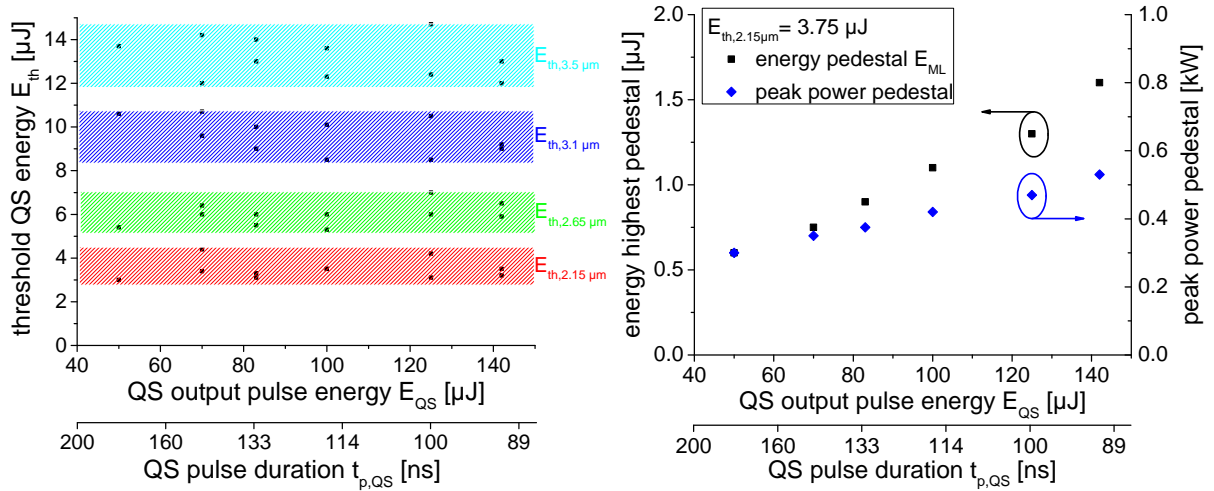 threshold QS energy E_th [µJ]
14
12
10
8
6
4
2
0
E_th,3.5 µm
E_th,3.1 µm
E_th,2.65 µm
E_th,2.15 µm
40 60 80 100 120 140
QS output pulse energy E_QS [µJ]
200 160 133 114 100 89
QS pulse duration t_p,QS [ns]
energy highest pedestal [µJ]
2.0
1.5
1.0
0.5
0.0
E_th,2.15µm = 3.75 µJ
energy pedestal E_ML
peak power pedestal
1.0
0.8
0.6
0.4
0.2
0.0
peak power pedestal [kW]
40 60 80 100 120 140
QS output pulse energy E_QS [µJ]
200 160 133 114 100 89
QS pulse duration t_p,QS [ns]